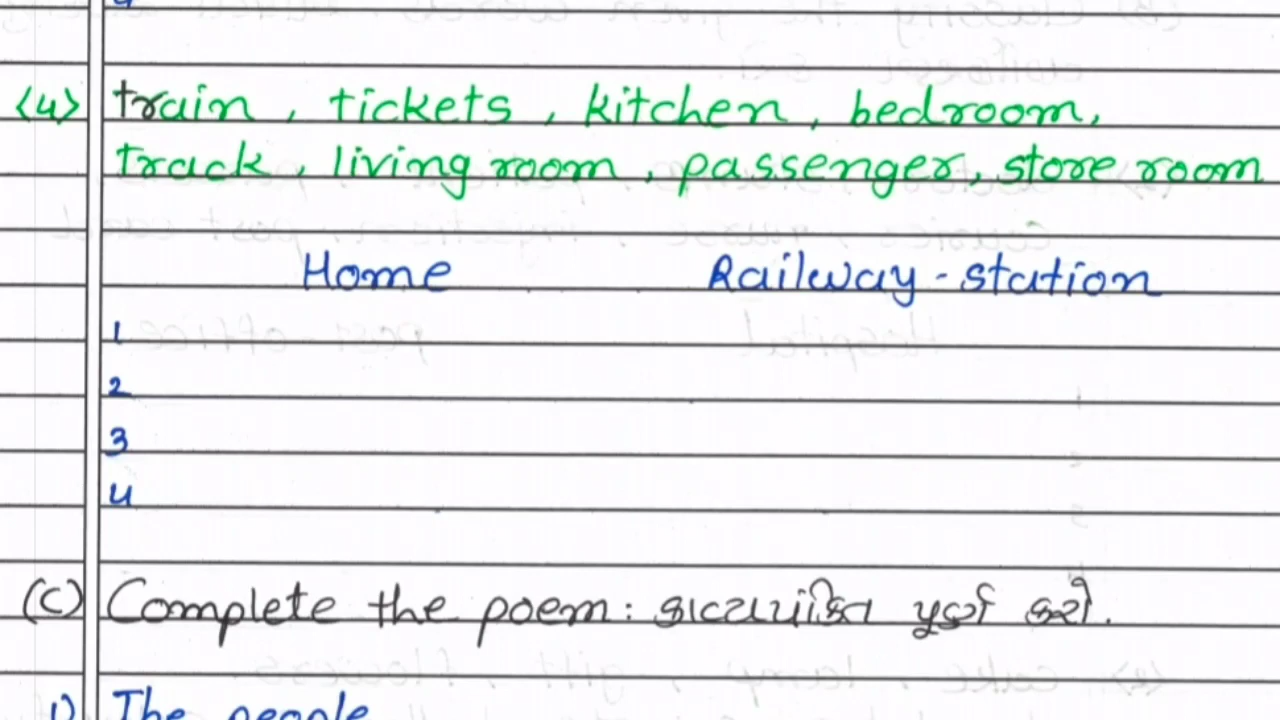 (4) train, tickets, kitchen, bedroom,
track, living room, passenger, store room
Home Railway-station
1
2
3
4
(C) Complete the poem: કાવ્યપંક્તિ પૂર્ણ કરો.
1) The people